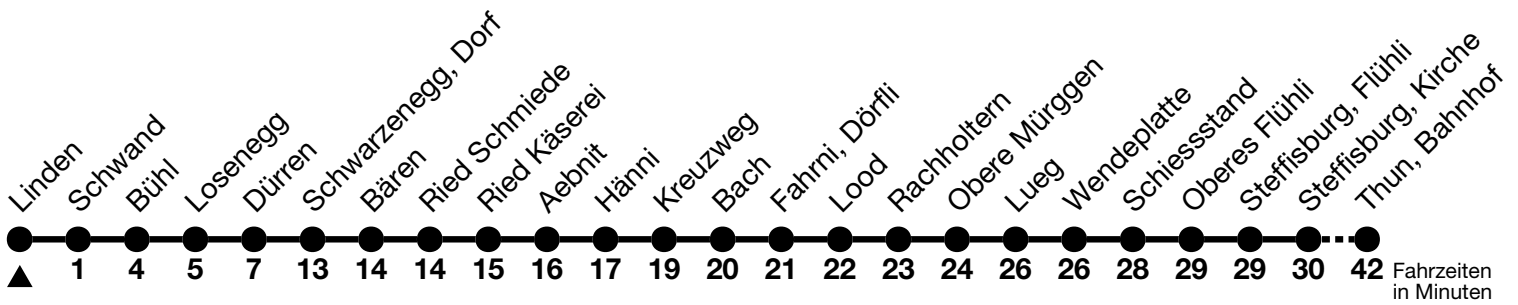 Linden
Schwand
Bühl
Losenegg
Dürren
Schwarzenegg, Dorf
Bären
Ried Schmiede
Ried Käserei
Aebnit
Hänni
Kreuzweg
Bach
Fahrni, Dörfli
Lood
Rachholtern
Obere Mürggen
Lueg
Wendeplatte
Schiessstand
Oberes Flühli
Steffisburg, Flühli
Steffisburg, Kirche
Thun, Bahnhof
1 4 5 7 13 14 14 15 16 17 19 20 21 22 23 24 26 26 28 29 29 30 42 Fahrzeiten
in Minuten